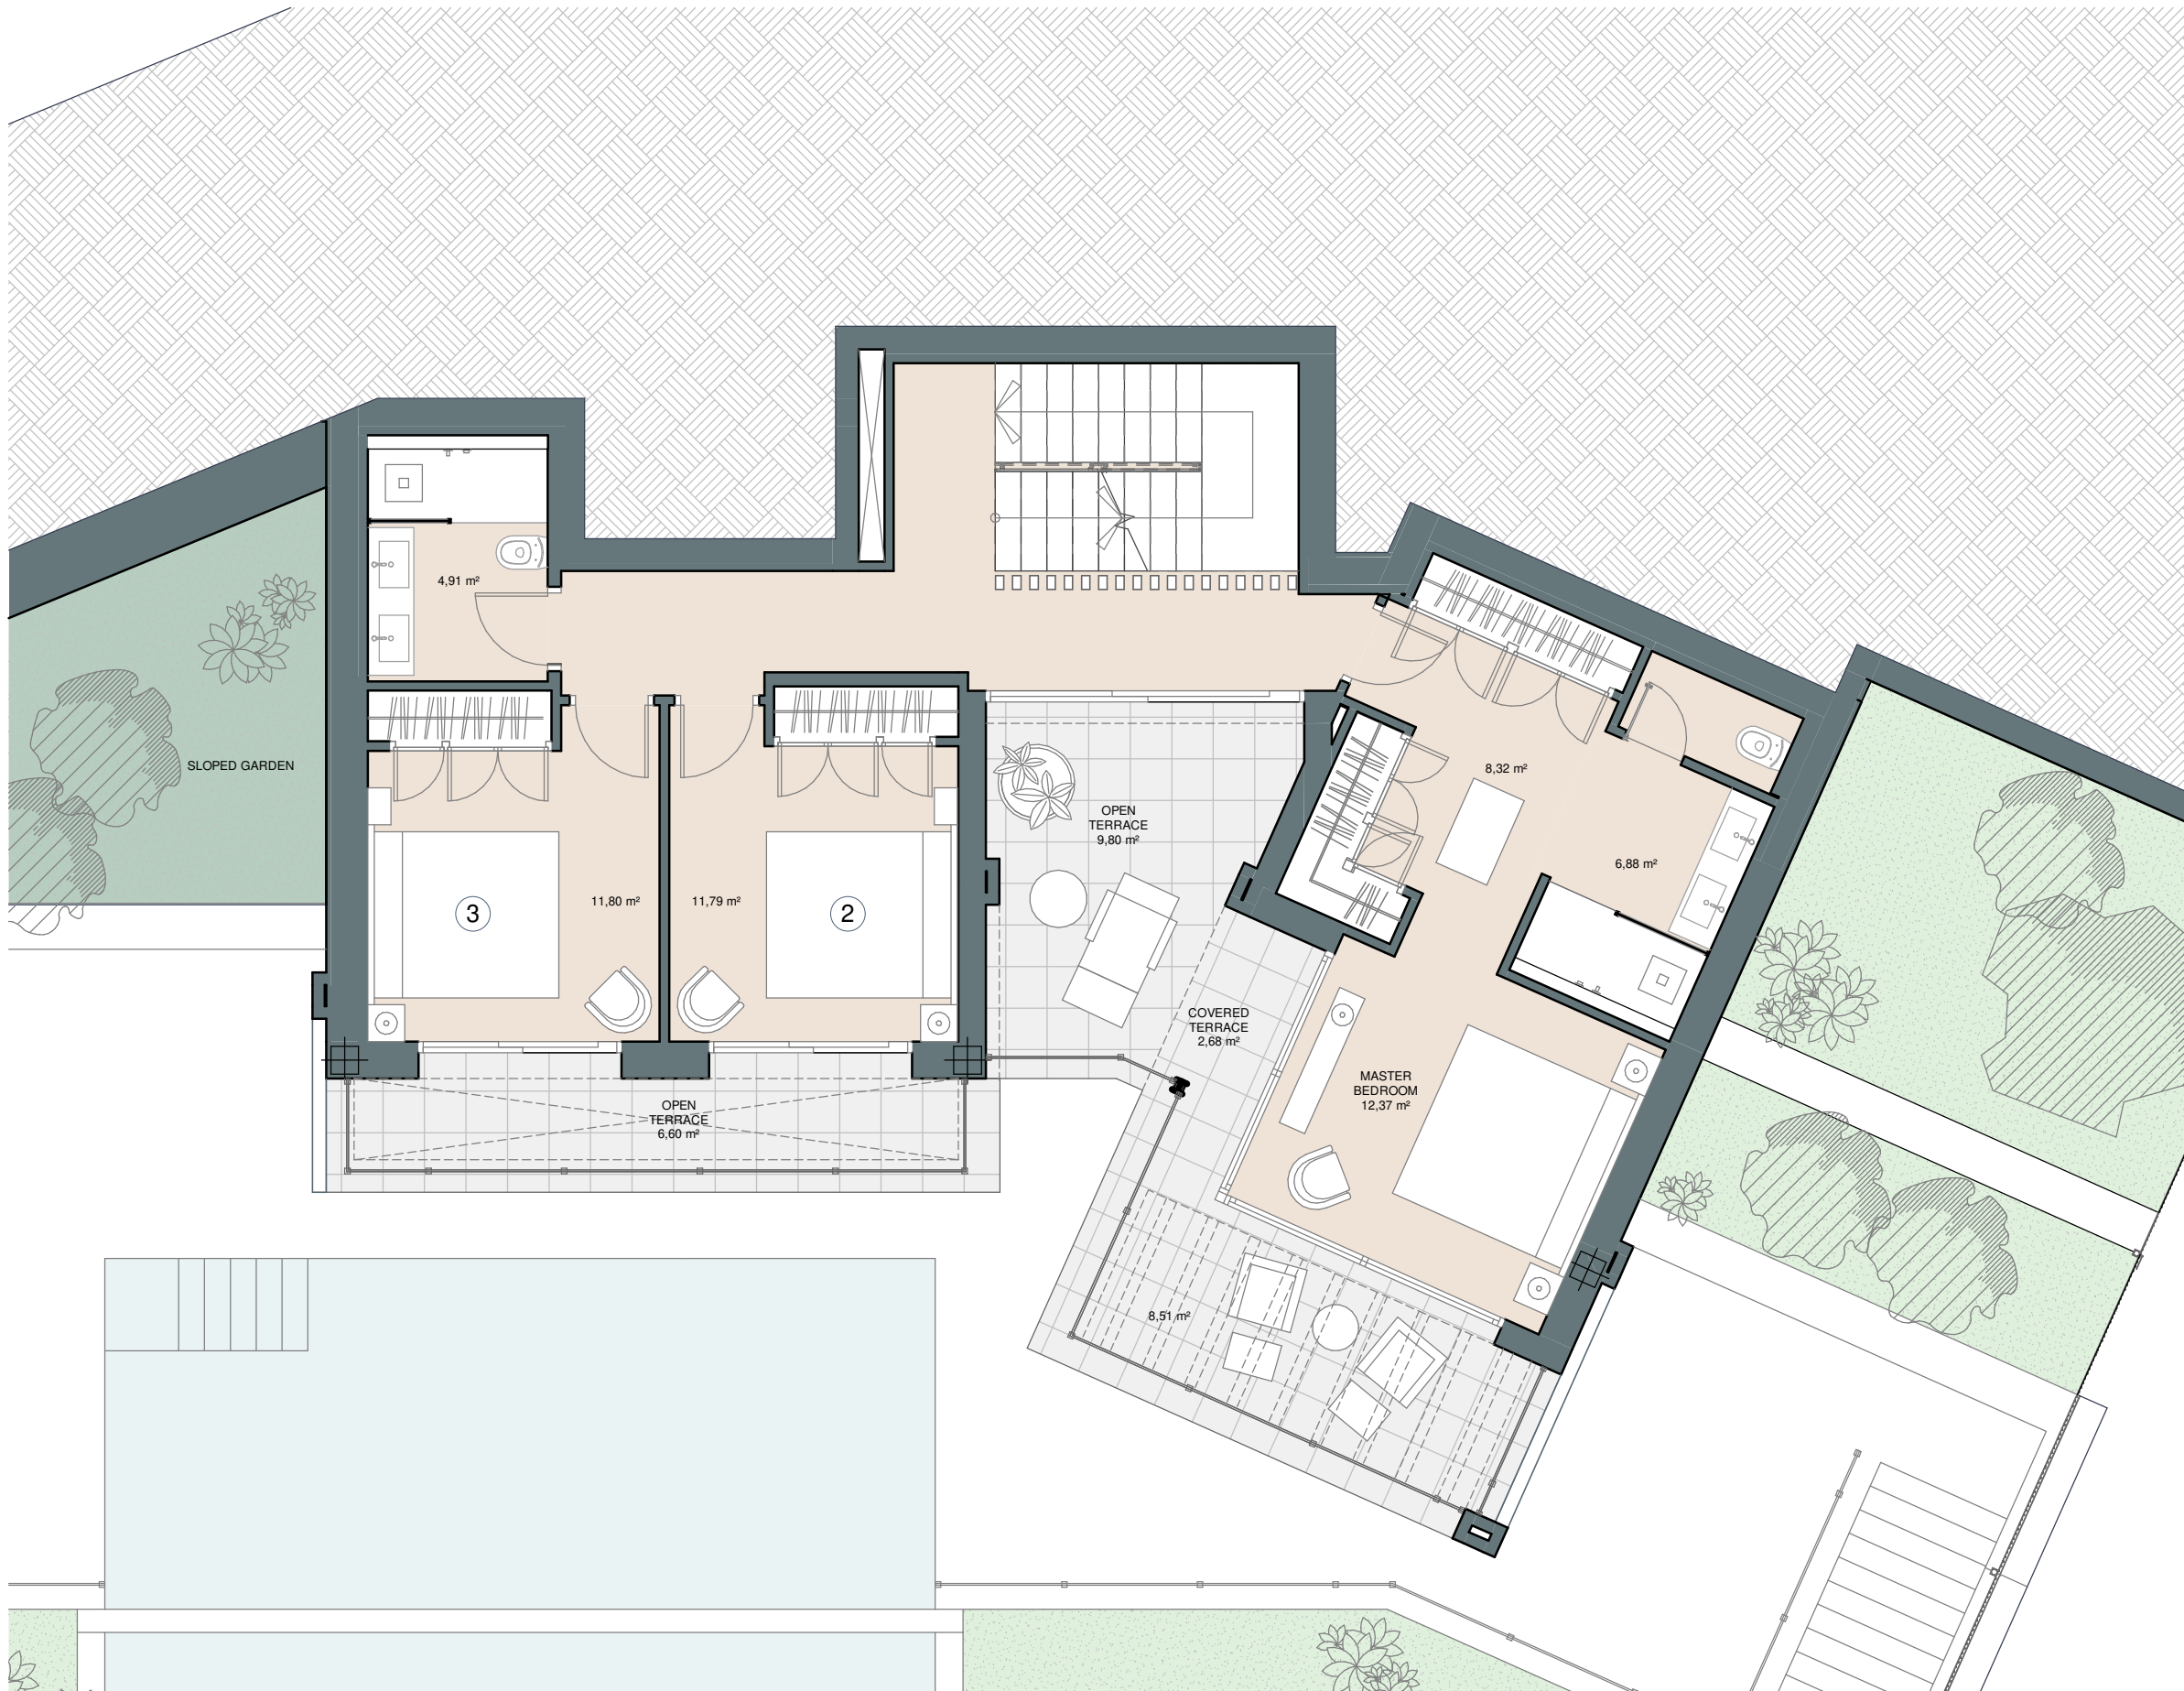 4,91 m²
SLOPED GARDEN
8,32 m²
OPEN
TERRACE
9,80 m²
6,88 m²
3
11,80 m²
11,79 m²
2
COVERED
TERRACE
2,68 m²
MASTER
BEDROOM
12,37 m²
OPEN
TERRACE
6,60 m²
8,51 m²